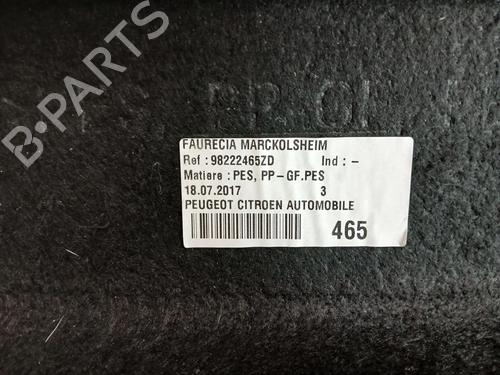 B-PARTS
FAURECIA MARCKOLSHEIM
Ref : 98222465ZD Ind : -
Matiere : PES, PP-GF.PES
18.07.2017 3
PEUGEOT CITROEN AUTOMOBILE
465